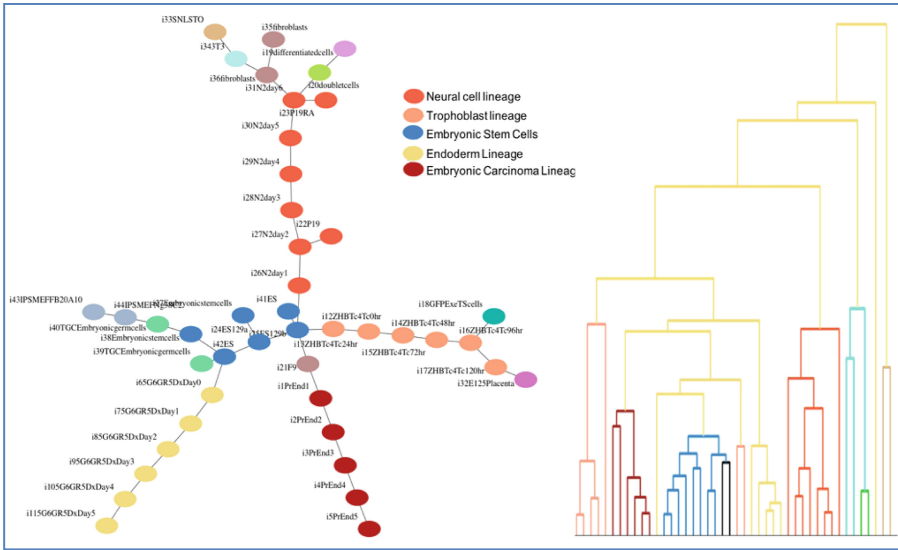 i33SNLSTO
i35fibroblasts
i343T3
i19differentiatedcells
i36fibroblasts
i31N2day6
i20doubletcells
i23P19RA
i30N2day5
i29N2day4
i28N2day3
i22P19
i27N2day2
i26N2day1
Neural cell lineage
Trophoblast lineage
Embryonic Stem Cells
Endoderm Lineage
Embryonic Carcinoma Lineag
i43IPSMEFFB20A10
i41ES
i18GFPExeTScells
i12ZHBTc4Tc0hr
i40TGCEmbryonicgermcells
i24ES129a
i14ZHBTc4Tc48hr
i38Embryonicstemcells
i16ZHBTc4Tc96hr
i42ES
i13ZHBTc4Tc24hr
i39TGCEmbryonicgermcells
i15ZHBTc4Tc72hr
i21F9
i17ZHBTc4Tc120hr
i65G6GR5DxDay0
i1PrEnd1
i32E125Placenta
i75G6GR5DxDay1
i2PrEnd2
i85G6GR5DxDay2
i3PrEnd3
i95G6GR5DxDay3
i4PrEnd4
i105G6GR5DxDay4
i5PrEnd5
i115G6GR5DxDay5